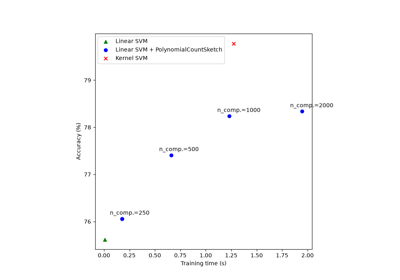 Linear SVM
Linear SVM + PolynomialCountSketch
Kernel SVM
n_comp.=2000
n_comp.=1000
n_comp.=500
n_comp.=250
79
78
77
76
Accuracy (%)
0.00 0.25 0.50 0.75 1.00 1.25 1.50 1.75 2.00
Training time (s)